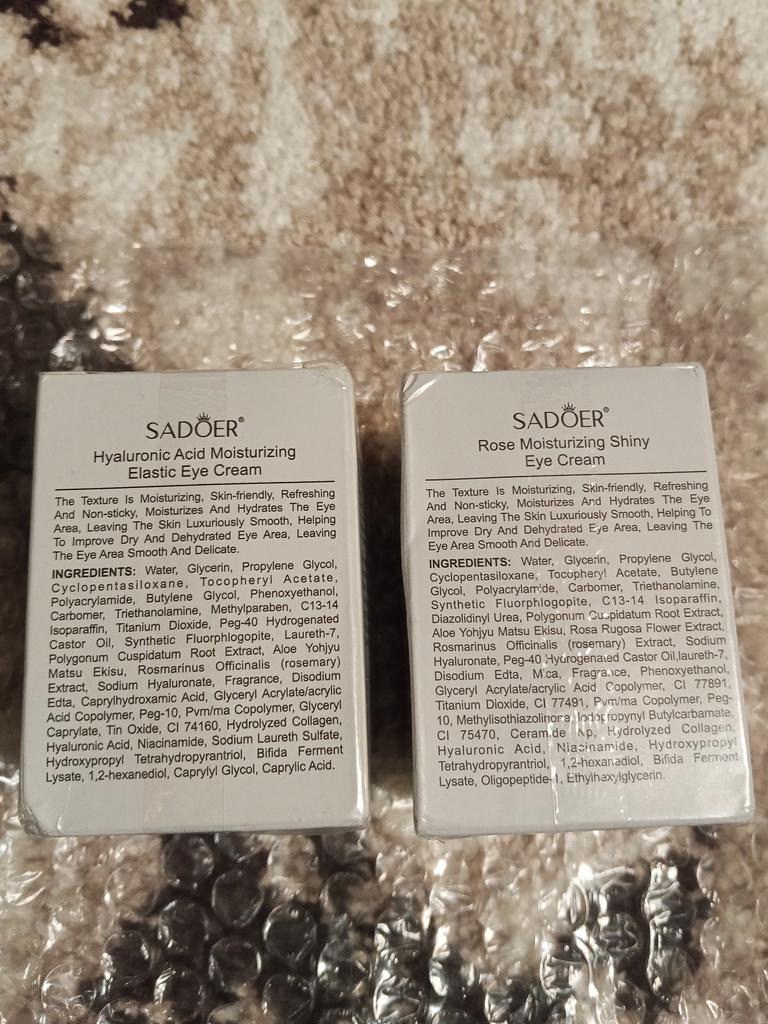 SADOER®
Hyaluronic Acid Moisturizing
Elastic Eye Cream
The Texture Is Moisturizing, Skin-friendly, Refreshing
And Non-sticky, Moisturizes And Hydrates The Eye
Area, Leaving The Skin Luxuriously Smooth, Helping
To Improve Dry And Dehydrated Eye Area, Leaving
The Eye Area Smooth And Delicate.
INGREDIENTS: Water, Glycerin, Propylene Glycol,
Cyclopentasiloxane, Tocopheryl Acetate,
Polyacrylamide, Butylene Glycol, Phenoxyethanol,
Carbomer, Triethanolamine, Methylparaben, C13-14
Isoparaffin, Titanium Dioxide, Peg-40 Hydrogenated
Castor Oil, Synthetic Fluorphlogopite, Laureth-7,
Polygonum Cuspidatum Root Extract, Aloe Yohjyu
Matsu Ekisu, Rosmarinus Officinalis (rosemary)
Extract, Sodium Hyaluronate, Fragrance, Disodium
Edta, Caprylhydroxamic Acid, Glyceryl Acrylate/acrylic
Acid Copolymer, Peg-10, Pvm/ma Copolymer, Glyceryl
Caprylate, Tin Oxide, CI 74160, Hydrolyzed Collagen,
Hyaluronic Acid, Niacinamide, Sodium Laureth Sulfate,
Hydroxypropyl Tetrahydropyrantriol, Bifida Ferment
Lysate, 1,2-hexanediol, Caprylyl Glycol, Caprylic Acid.
SADOER®
Rose Moisturizing Shiny
Eye Cream
The Texture Is Moisturizing, Skin-friendly, Refreshing
And Non-sticky, Moisturizes And Hydrates The Eye
Area, Leaving The Skin Luxuriously Smooth, Helping To
Improve Dry And Dehydrated Eye Area, Leaving The
Eye Area Smooth And Delicate.
INGREDIENTS: Water, Glycerin, Propylene Glycol,
Cyclopentasiloxane, Tocopheryl Acetate, Butylene
Glycol, Polyacrylamide, Carbomer, Triethanolamine,
Synthetic Fluorphlogopite, C13-14 Isoparaffin,
Diazolidinyl Urea, Polygonum Cuspidatum Root Extract,
Aloe Yohjyu Matsu Ekisu, Rosa Rugosa Flower Extract,
Rosmarinus Officinalis (rosemary) Extract, Sodium
Hyaluronate, Peg-40 Hydrogenated Castor Oil,laureth-7,
Disodium Edta, Mica, Fragrance, Phenoxyethanol,
Glyceryl Acrylate/acrylic Acid Copolymer, CI 77891,
Titanium Dioxide, CI 77491, Pvm/ma Copolymer, Peg-
10, Methylisothiazolinone, Iodopropynyl Butylcarbamate,
CI 75470, Ceramide Np, Hydrolyzed Collagen,
Hyaluronic Acid, Niacinamide, Hydroxypropyl
Tetrahydropyrantriol, 1,2-hexanediol, Bifida Ferment
Lysate, Oligopeptide-1, Ethylhexylglycerin.